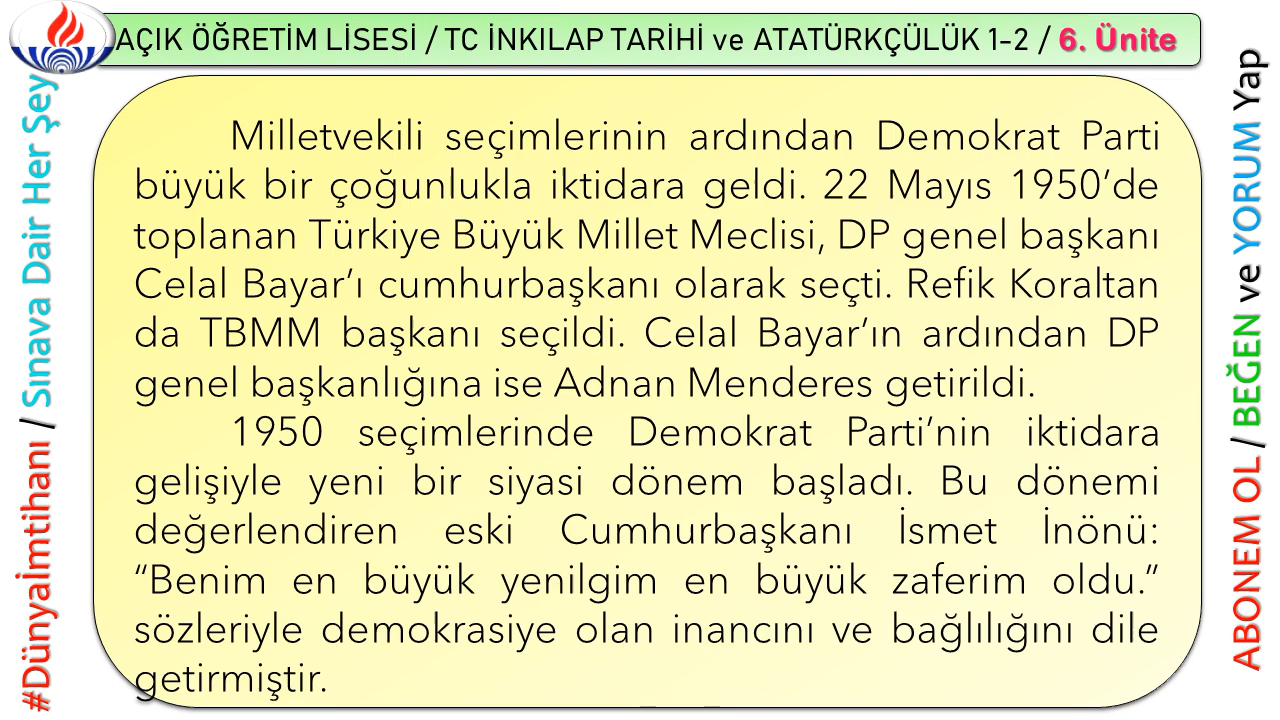 AÇIK ÖĞRETİM LİSESİ / TC İNKILAP TARİHİ ve ATATÜRKÇÜLÜK 1-2 / 6. Ünite
#Dünyaİmtihanı / Sınava Dair Her Şey
Milletvekili seçimlerinin ardından Demokrat Parti
büyük bir çoğunlukla iktidara geldi. 22 Mayıs 1950’de
toplanan Türkiye Büyük Millet Meclisi, DP genel başkanı
Celal Bayar’ı cumhurbaşkanı olarak seçti. Refik Koraltan
da TBMM başkanı seçildi. Celal Bayar’ın ardından DP
genel başkanlığına ise Adnan Menderes getirildi.
1950 seçimlerinde Demokrat Parti’nin iktidara
gelişiyle yeni bir siyasi dönem başladı. Bu dönemi
değerlendiren eski Cumhurbaşkanı İsmet İnönü:
“Benim en büyük yenilgim en büyük zaferim oldu.”
sözleriyle demokrasiye olan inancını ve bağlılığını dile
getirmiştir.
ABONEM OL / BEĞEN ve YORUM Yap